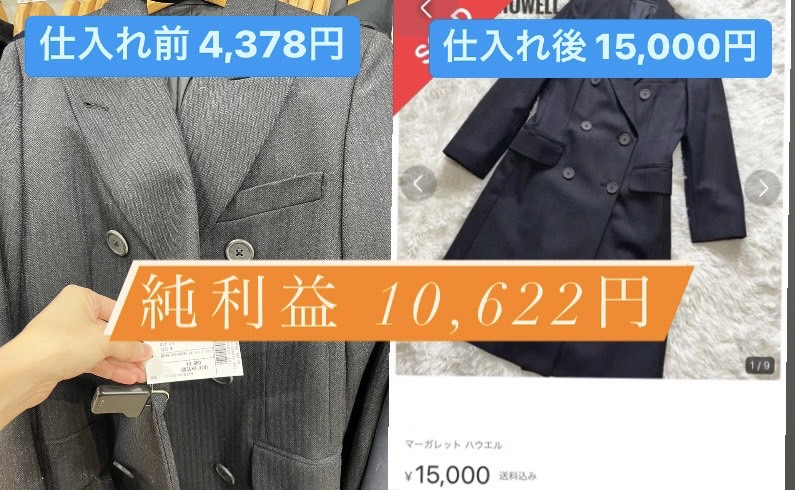 仕入れ前 4,378円
仕入れ後 15,000円
純利益 10,622円
1/9
マーガレット ハウエル
¥15,000 送料込み